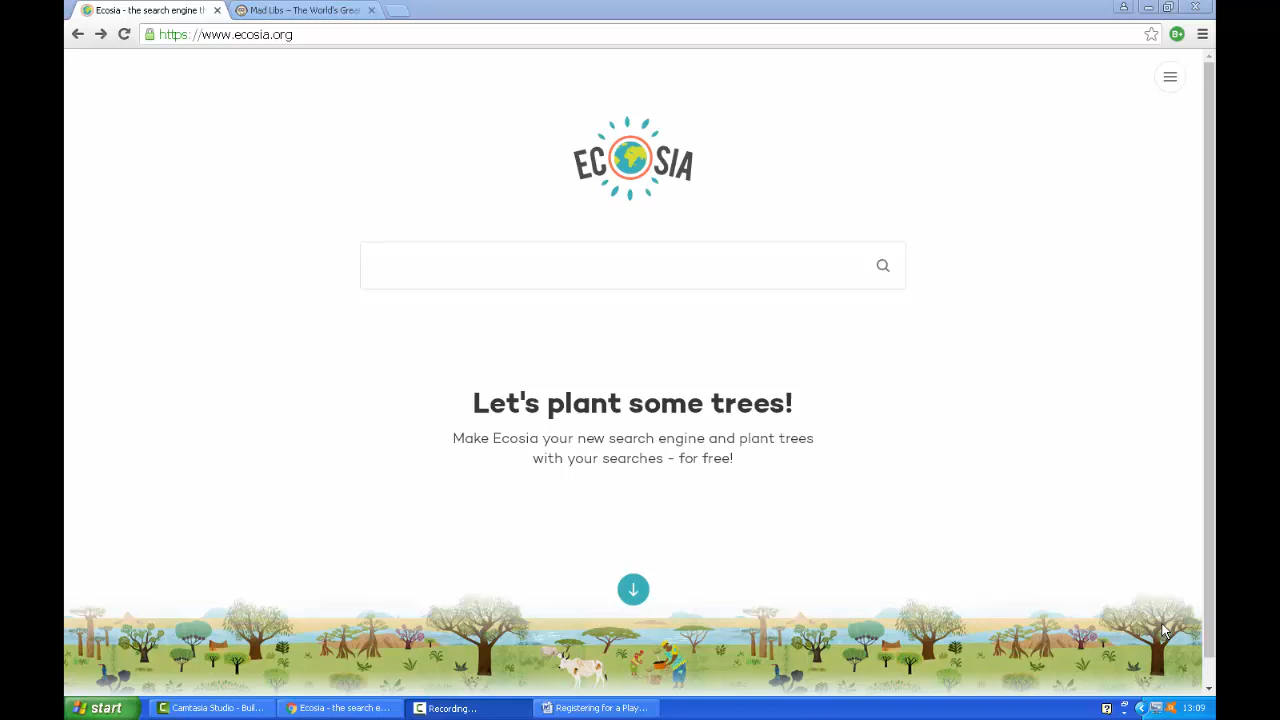 Ecosia - the search engine th
Mad Libs – The World's Grea
https://www.ecosia.org
B+
ECOSIA
Let's plant some trees!
Make Ecosia your new search engine and plant trees
with your searches - for free!
start
Camtasia Studio - Buil...
Ecosia - the search e...
Recording...
Registering for a Play...
13:09